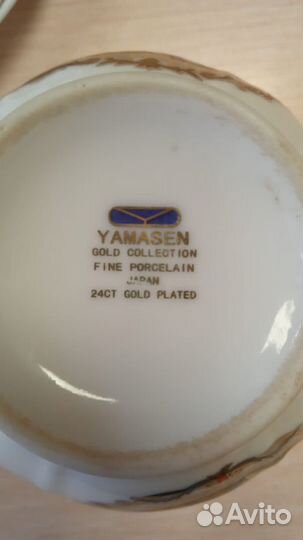 YAMASEN
GOLD COLLECTION
FINE PORCELAIN
JAPAN
24CT GOLD PLATED
Avito